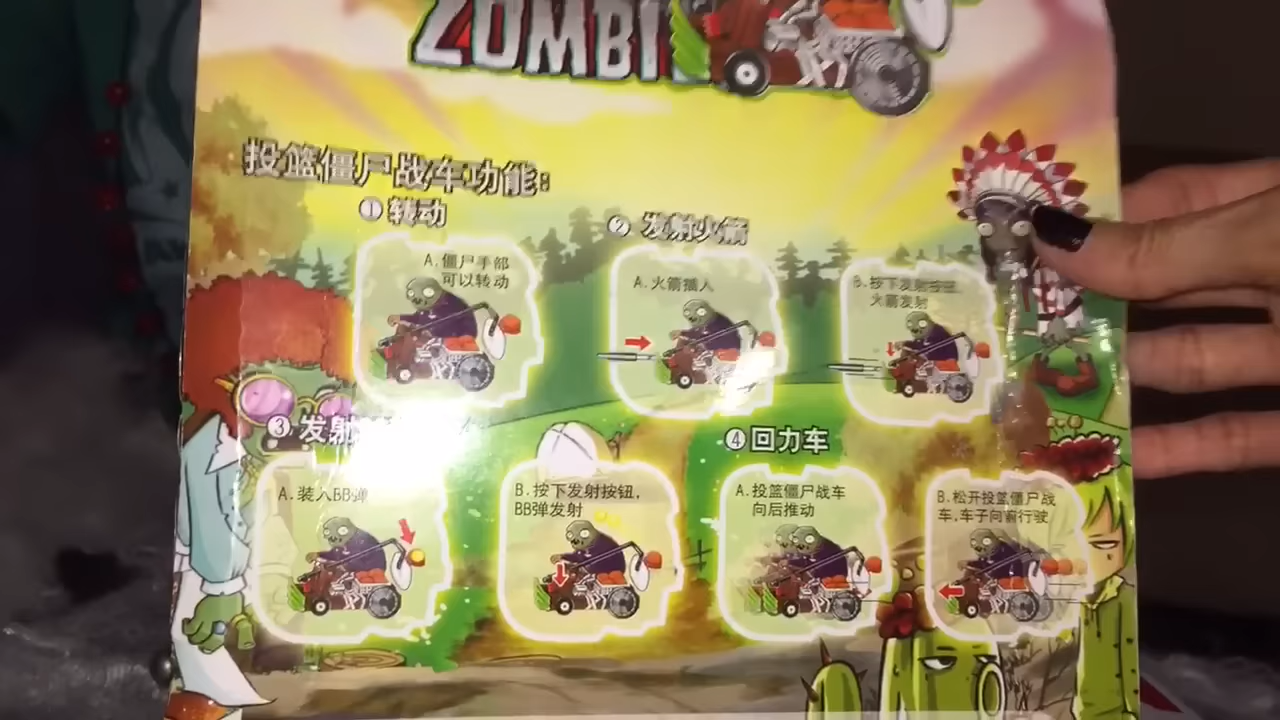 ZOMBI
投篮僵尸战车功能:
① 转动
② 发射火箭
A.僵尸手部
可以转动
A.火箭插入
B.按下发射按钮,
火箭发射
③ 发射
④ 回力车
A.装入BB弹
B.按下发射按钮,
BB弹发射
A.投篮僵尸战车
向后推动
B.松开投篮僵尸战
车,车子向前行驶